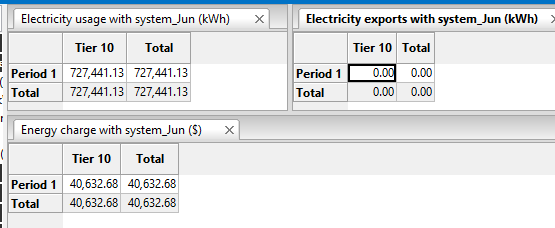 Electricity usage with system_Jun (kWh)
Tier 10 Total
Period 1 727,441.13 727,441.13
Total 727,441.13 727,441.13
Electricity exports with system_Jun (kWh)
Tier 10 Total
Period 1 0.00 0.00
Total 0.00 0.00
Energy charge with system_Jun ($)
Tier 10 Total
Period 1 40,632.68 40,632.68
Total 40,632.68 40,632.68